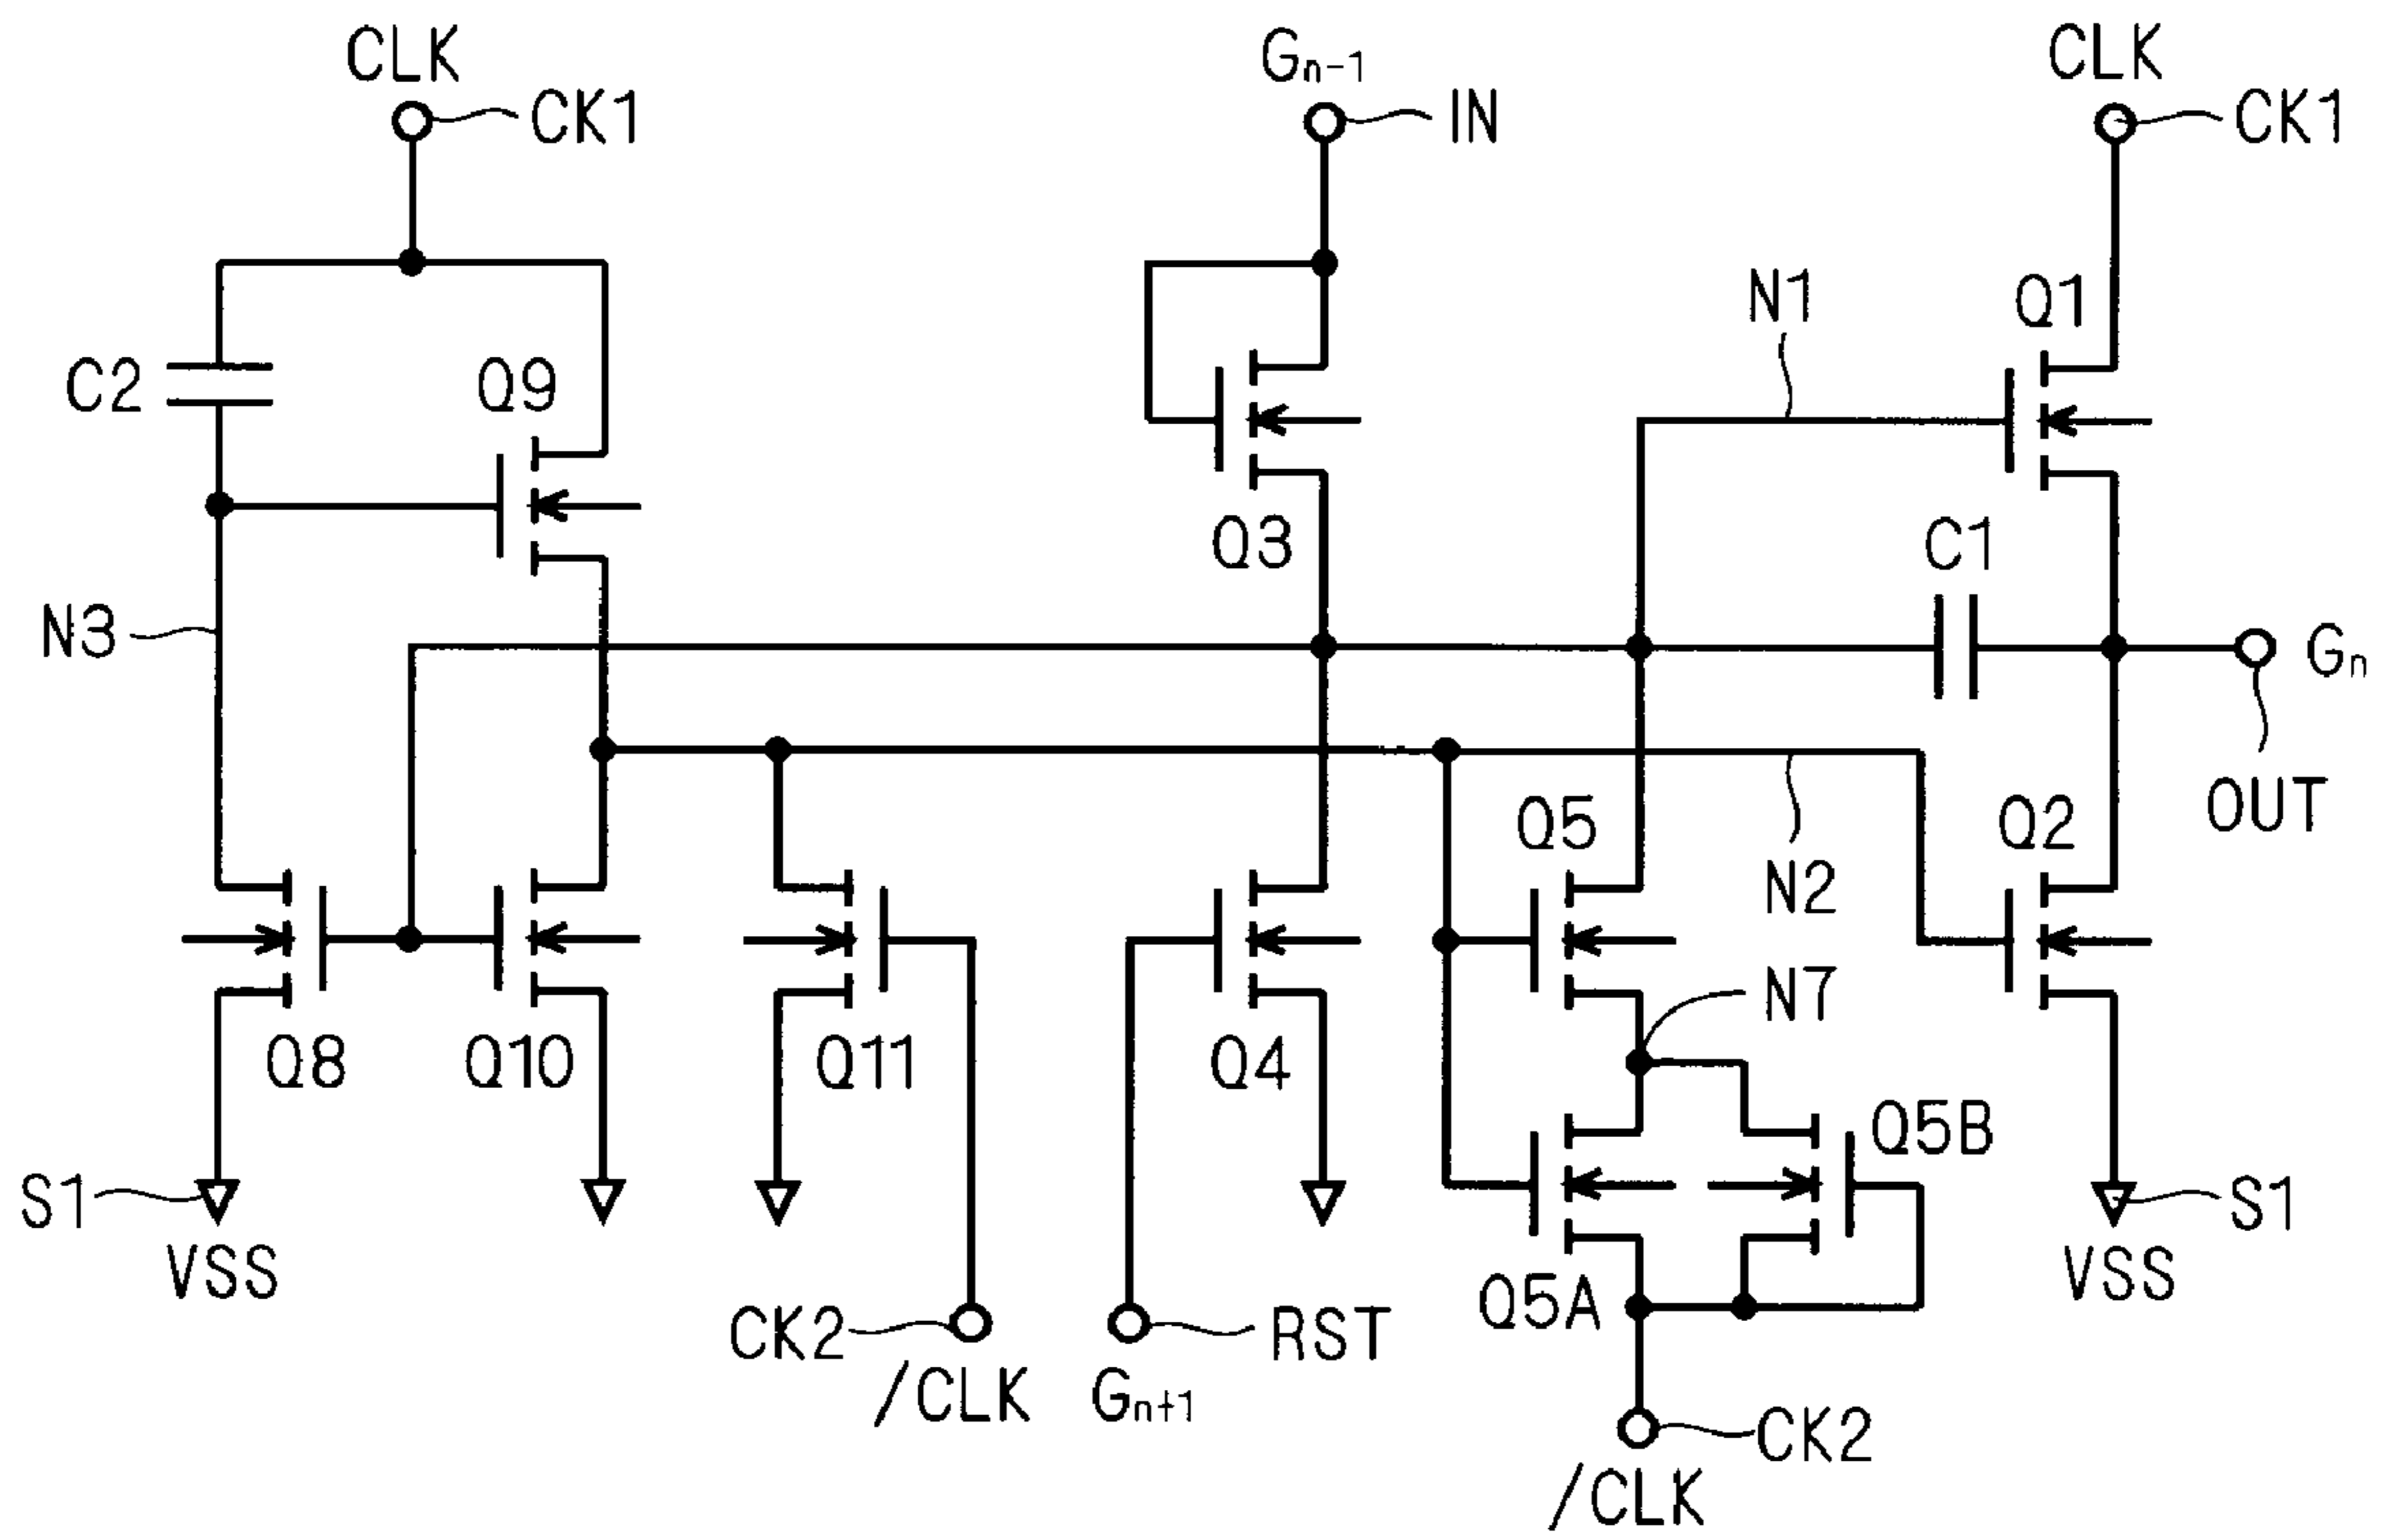 CLK
CK1
Gn-1
IN
CLK
CK1
N1
Q1
C2
Q9
Q3
C1
N3
Gn
OUT
Q5
Q2
N2
N7
Q8
Q10
Q11
Q4
Q5B
S1
VSS
S1
VSS
Q5A
CK2
/CLK
RST
Gn+1
CK2
/CLK